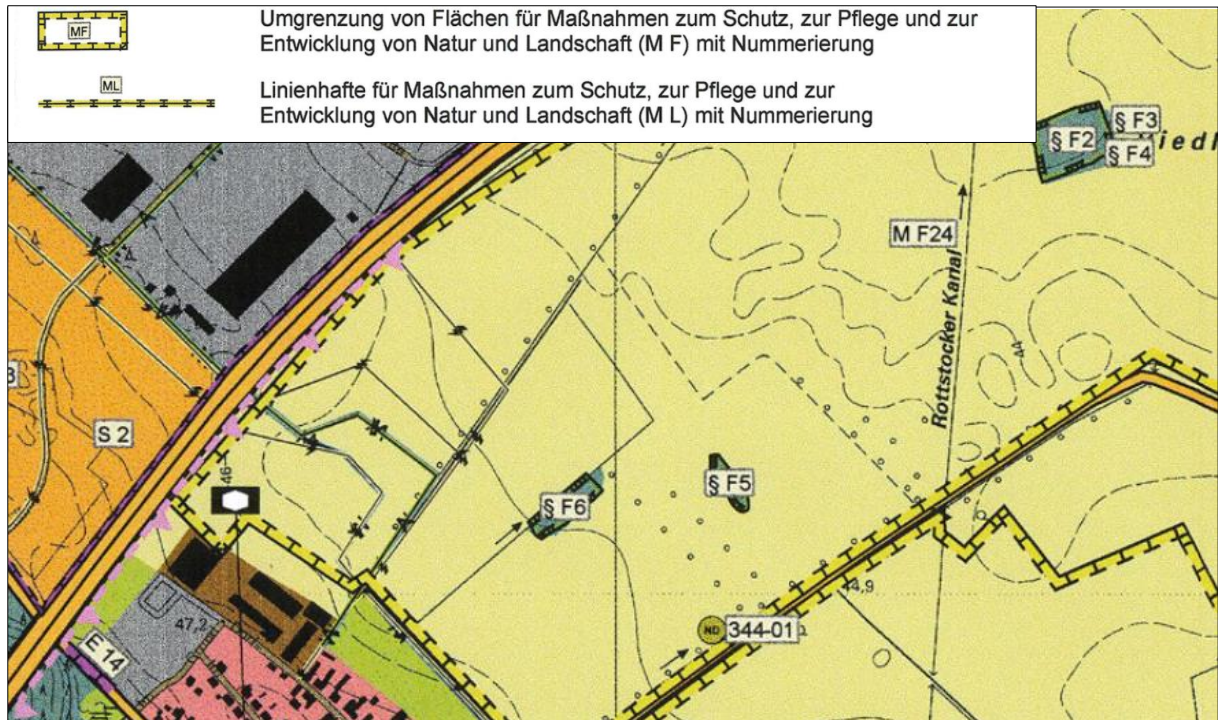 MF
Umgrenzung von Flächen für Maßnahmen zum Schutz, zur Pflege und zur
Entwicklung von Natur und Landschaft (M F) mit Nummerierung
ML
Linienhafte für Maßnahmen zum Schutz, zur Pflege und zur
Entwicklung von Natur und Landschaft (M L) mit Nummerierung
§ F3
§ F2
§ F4
M F24
Rottstocker Kanal
44
S 2
46
§ F5
§ F6
ND
344-01
47,2
E 14